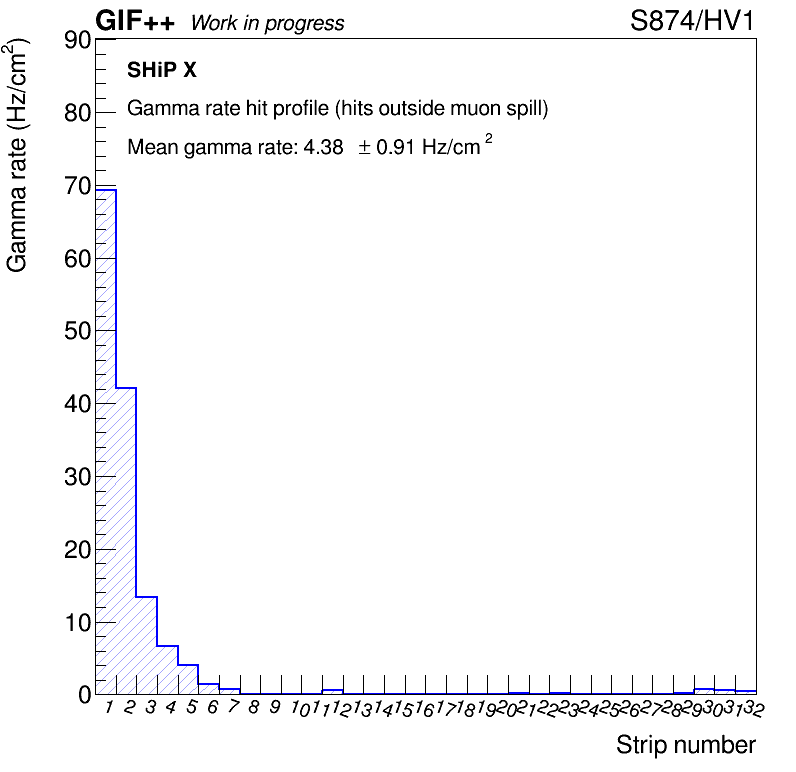 GIF++ Work in progress S874/HV1
Gamma rate (Hz/cm²)
90
SHiP X
80
Gamma rate hit profile (hits outside muon spill)
Mean gamma rate: 4.38 ± 0.91 Hz/cm²
70
60
50
40
30
20
10
0
1 2 3 4 5 6 7 8 9 10 11 12 13 14 15 16 17 18 19 20 21 22 23 24 25 26 27 28 29 30 31 32
Strip number